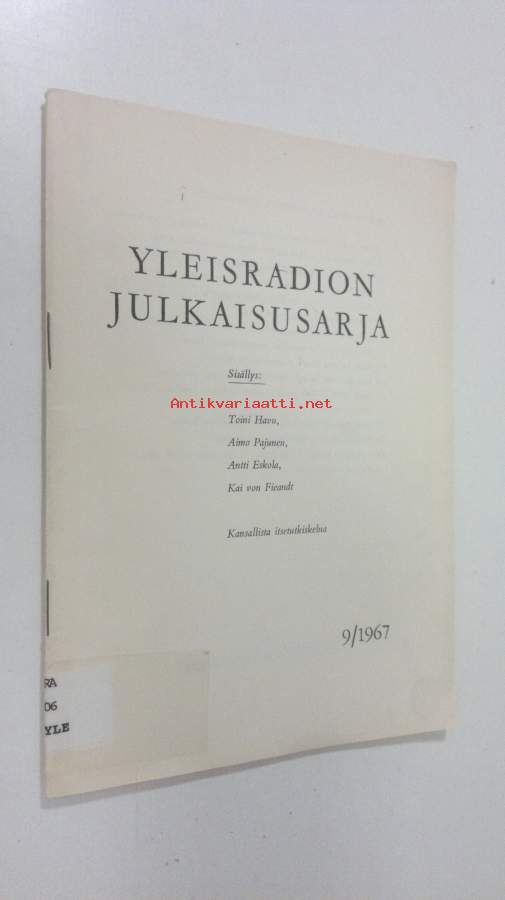 YLEISRADION
JULKAISUSARJA
Sisällys:
Antikvariaatti.net
Toini Havu,
Aimo Pajunen,
Antti Eskola,
Kai von Fieandt
Kansallista itsetutkiskelua
9/1967
RA
06
YLE